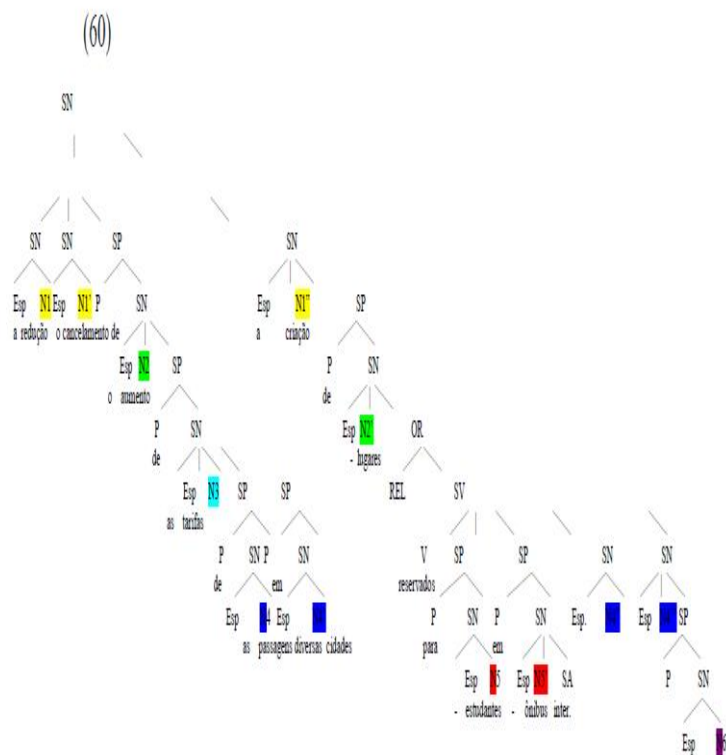 (60)
SN
SN SN SP SN
Esp N1 Esp N1' P SN Esp N1'' SP
a redução o cancelamento de a criação
Esp N2 SP P SN
o aumento de
P SN Esp N2' OR
de - lugares
Esp N3 SP SP REL SV
as tarifas
P SN P SN V SP SP SN SN
de em reservados
Esp Esp P SN P SN Esp. Esp SP
as passagens diversas cidades para em
Esp N5 Esp SA P SN
- estudantes - ônibus inter.
Esp